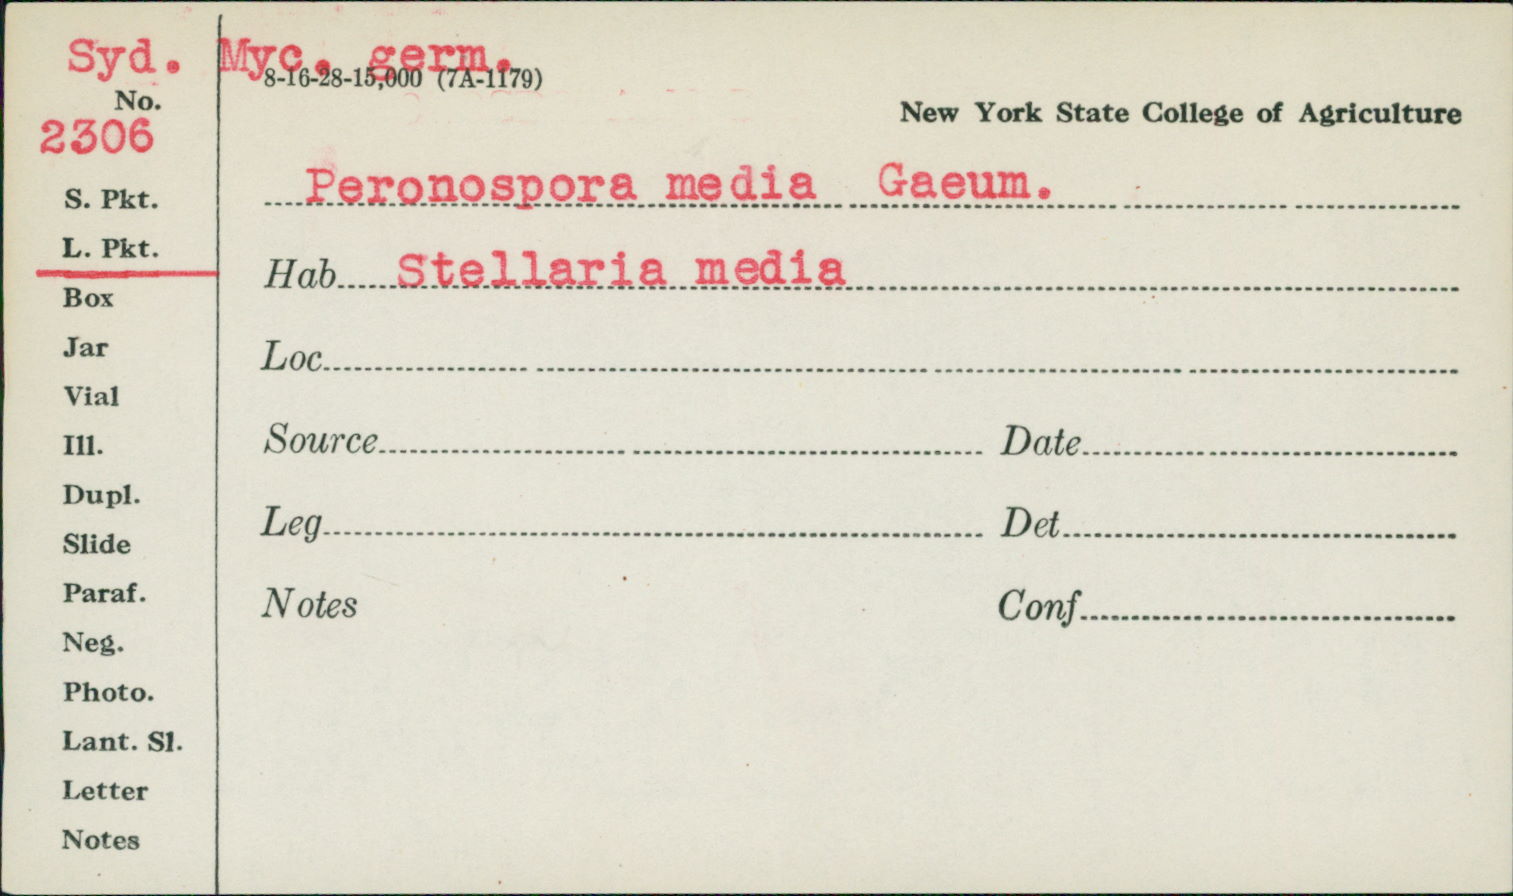 Syd. Myc. germ.
8-16-28-15,000 (7A-1179)
No.
New York State College of Agriculture
2306
Peronospora media Gaeum.
S. Pkt.
L. Pkt.
Hab Stellaria media
Box
Jar
Loc
Vial
Ill.
Source Date
Dupl.
Leg Det
Slide
Paraf.
Notes Conf
Neg.
Photo.
Lant. Sl.
Letter
Notes